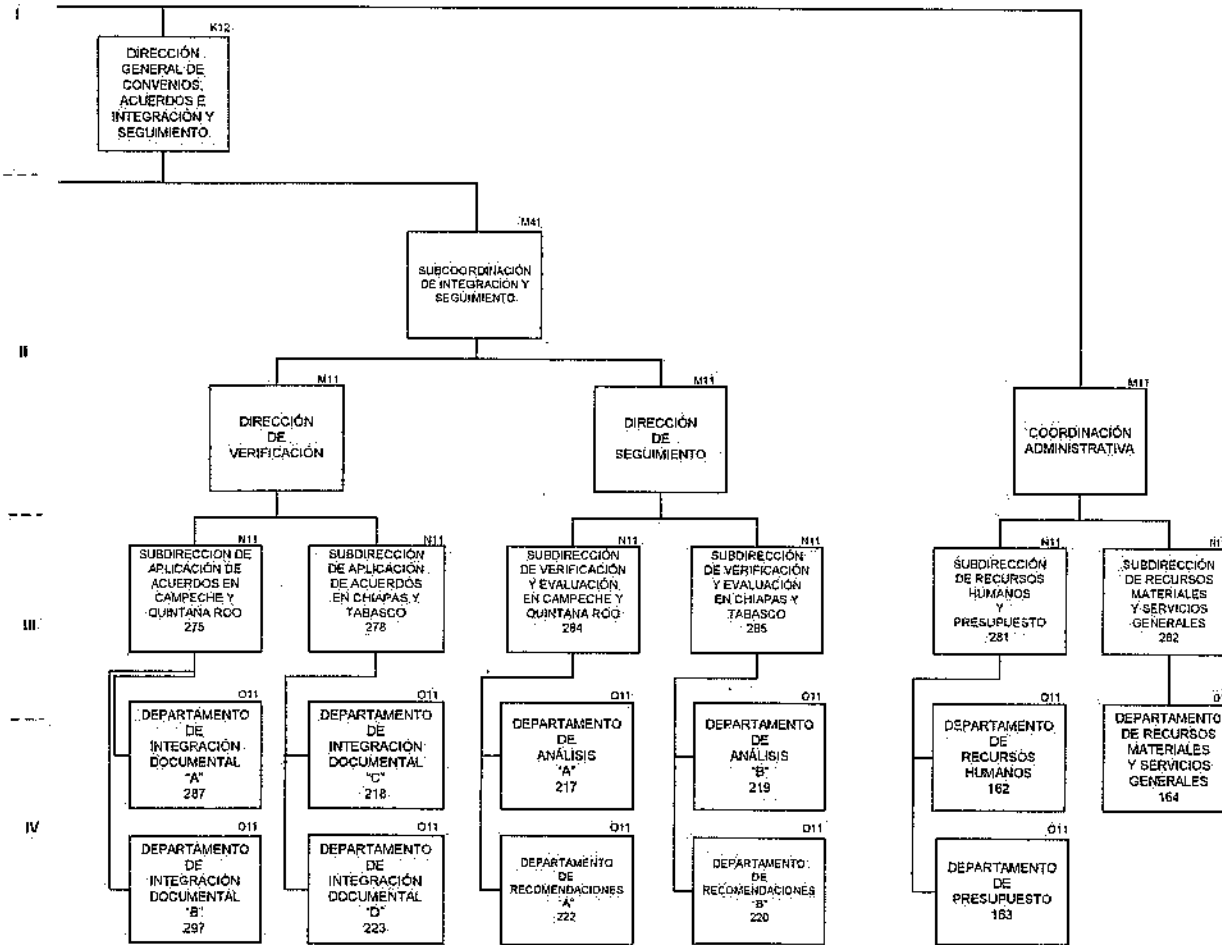 I
K12
DIRECCIÓN
GENERAL DE
CONVENIOS,
ACUERDOS E
INTEGRACIÓN Y
SEGUIMIENTO.
M41
SUBCOORDINACIÓN
DE INTEGRACIÓN Y
SEGUIMIENTO.
II
M11
DIRECCIÓN
DE
VERIFICACIÓN
M11
DIRECCIÓN
DE
SEGUIMIENTO
M11
COORDINACIÓN
ADMINISTRATIVA
III
N11
SUBDIRECCION DE
APLICACIÓN DE
ACUERDOS EN
CAMPECHE Y
QUINTANA ROO
275
N11
SUBDIRECCIÓN
DE APLICACIÓN
DE ACUERDOS
EN CHIAPAS Y
TABASCO
278
N11
SUBDIRECCIÓN
DE VERIFICACIÓN
Y EVALUACIÓN
EN CAMPECHE Y
QUINTANA ROO
284
N11
SUBDIRECCIÓN
DE VERIFICACIÓN
Y EVALUACIÓN
EN CHIAPAS Y
TABASCO
285
N11
SUBDIRECCIÓN
DE RECURSOS
HUMANOS
Y
PRESUPUESTO
281
SUBDIRECCIÓN
DE RECURSOS
MATERIALES
Y SERVICIOS
GENERALES
282
IV
O11
DEPARTAMENTO
DE
INTEGRACIÓN
DOCUMENTAL
"A"
287
O11
DEPARTAMENTO
DE
INTEGRACIÓN
DOCUMENTAL
"C"
218
O11
DEPARTAMENTO
DE
ANÁLISIS
"A"
217
O11
DEPARTAMENTO
DE
ANÁLISIS
"B"
219
O11
DEPARTAMENTO
DE
RECURSOS
HUMANOS
162
DEPARTAMENTO
DE RECURSOS
MATERIALES
Y SERVICIOS
GENERALES
164
O11
DEPARTAMENTO
DE
INTEGRACIÓN
DOCUMENTAL
"B"
297
O11
DEPARTAMENTO
DE
INTEGRACIÓN
DOCUMENTAL
"D"
223
O11
DEPARTAMENTO
DE
RECOMENDACIONES
"A"
222
O11
DEPARTAMENTO
DE
RECOMENDACIONES
"B"
220
O11
DEPARTAMENTO
DE
PRESUPUESTO
163